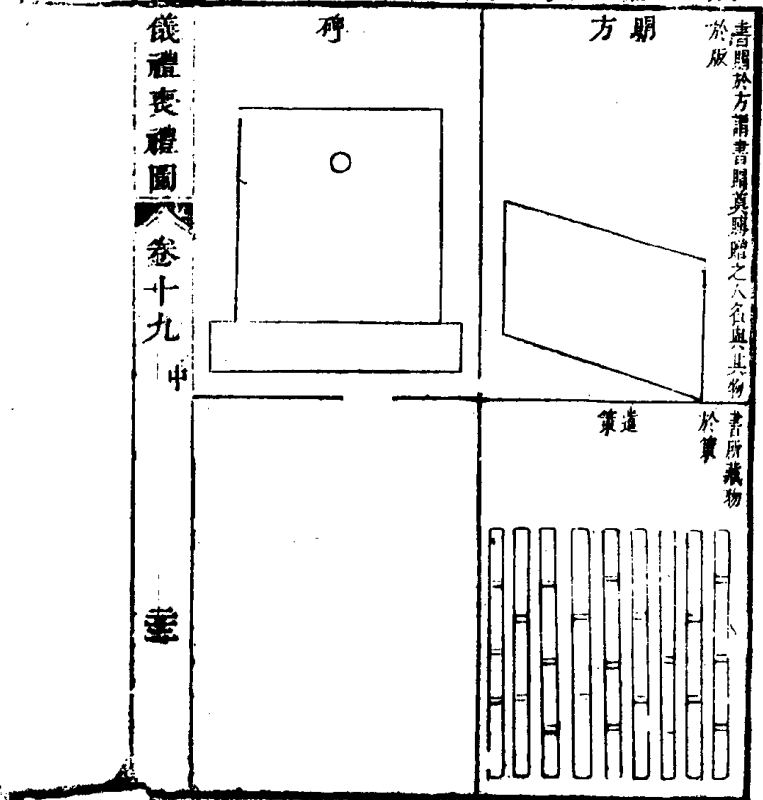 書賵於方謂書賵奠賻贈之人名與其物
於版
賵方
書所藏物
於策
遣策
碑
儀禮喪禮圖
卷十九
中